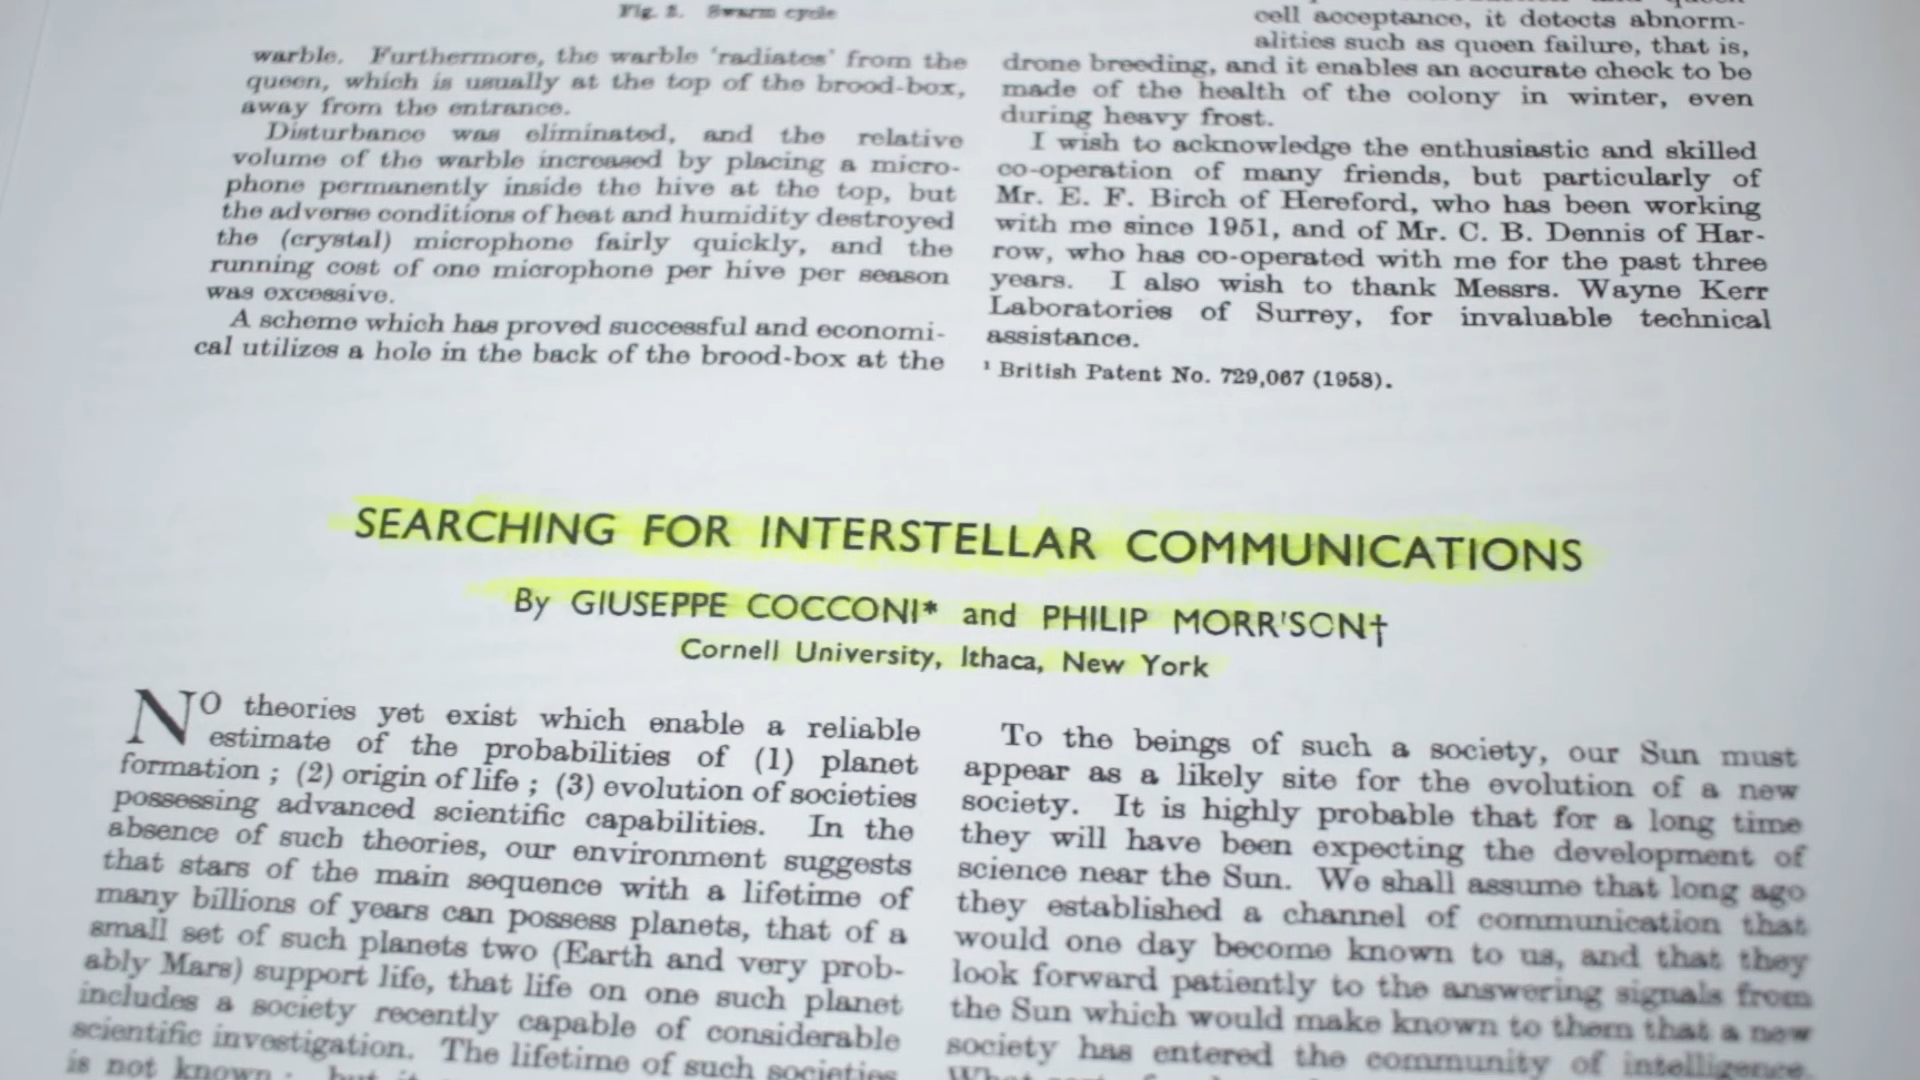 Fig. 2. Swarm cycle
warble. Furthermore, the warble 'radiates' from the
queen, which is usually at the top of the brood-box,
away from the entrance.
Disturbance was eliminated, and the relative
volume of the warble increased by placing a micro-
phone permanently inside the hive at the top, but
the adverse conditions of heat and humidity destroyed
the (crystal) microphone fairly quickly, and the
running cost of one microphone per hive per season
was excessive.
A scheme which has proved successful and economi-
cal utilizes a hole in the back of the brood-box at the
cell acceptance, it detects abnorm-
alities such as queen failure, that is,
drone breeding, and it enables an accurate check to be
made of the health of the colony in winter, even
during heavy frost.
I wish to acknowledge the enthusiastic and skilled
co-operation of many friends, but particularly of
Mr. E. F. Birch of Hereford, who has been working
with me since 1951, and of Mr. C. B. Dennis of Har-
row, who has co-operated with me for the past three
years. I also wish to thank Messrs. Wayne Kerr
Laboratories of Surrey, for invaluable technical
assistance.
¹ British Patent No. 729,067 (1958).
SEARCHING FOR INTERSTELLAR COMMUNICATIONS
By GIUSEPPE COCCONI* and PHILIP MORR'SON†
Cornell University, Ithaca, New York
NO theories yet exist which enable a reliable
estimate of the probabilities of (1) planet
formation ; (2) origin of life ; (3) evolution of societies
possessing advanced scientific capabilities. In the
absence of such theories, our environment suggests
that stars of the main sequence with a lifetime of
many billions of years can possess planets, that of a
small set of such planets two (Earth and very prob-
ably Mars) support life, that life on one such planet
includes a society recently capable of considerable
scientific investigation. The lifetime of such societies
is not known ; but it
To the beings of such a society, our Sun must
appear as a likely site for the evolution of a new
society. It is highly probable that for a long time
they will have been expecting the development of
science near the Sun. We shall assume that long ago
they established a channel of communication that
would one day become known to us, and that they
look forward patiently to the answering signals from
the Sun which would make known to them that a new
society has entered the community of intelligence.